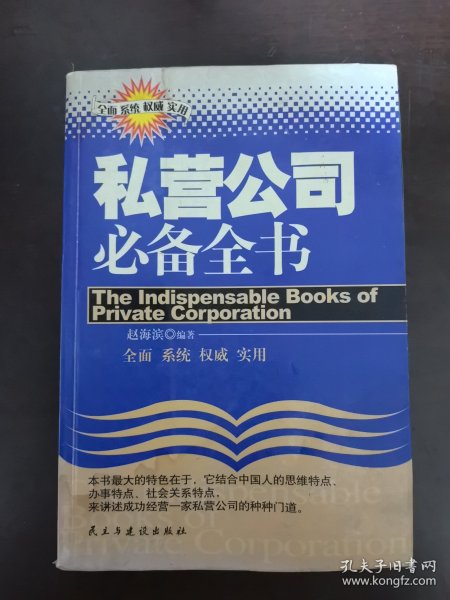 全面 系统 权威 实用
私营公司
必备全书
The Indispensable Books of
Private Corporation
赵海滨◎编著
全面 系统 权威 实用
本书最大的特色在于，它结合中国人的思维特点、
办事特点、社会关系特点，
来讲述成功经营一家私营公司的种种门道。
民主与建设出版社
Private Corporation
孔夫子旧书网
www.kongfz.com